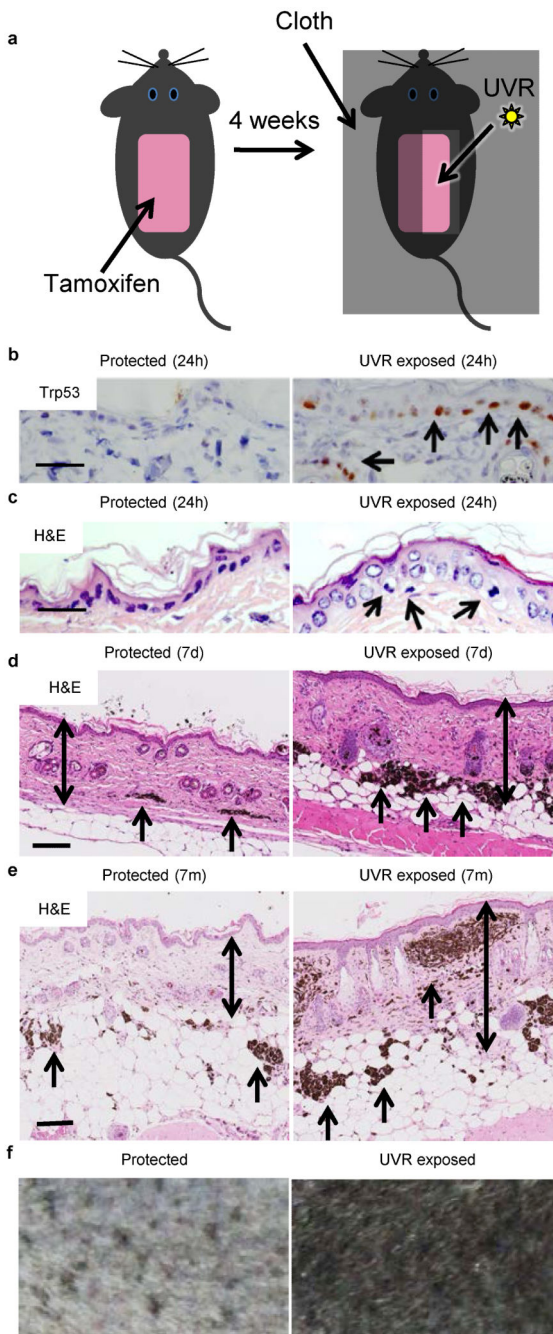 a
Cloth
UVR
4 weeks
Tamoxifen
b
Protected (24h)
UVR exposed (24h)
Trp53
c
Protected (24h)
UVR exposed (24h)
H&E
d
Protected (7d)
UVR exposed (7d)
H&E
e
Protected (7m)
UVR exposed (7m)
H&E
f
Protected
UVR exposed